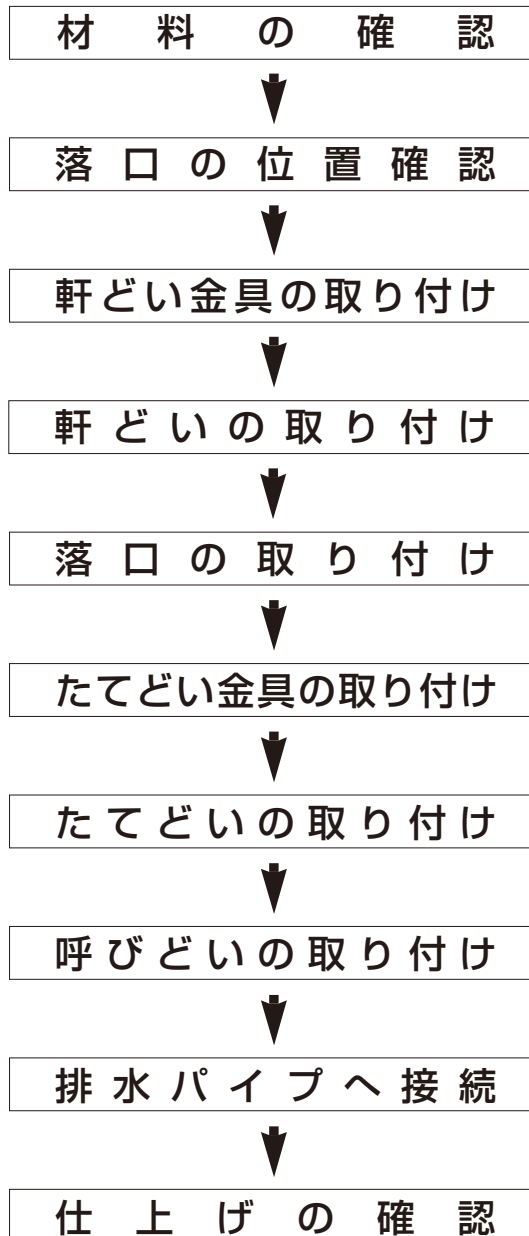 材料の確認
落口の位置確認
軒どい金具の取り付け
軒どいの取り付け
落口の取り付け
たてどい金具の取り付け
たてどいの取り付け
呼びどいの取り付け
排水パイプへ接続
仕上げの確認